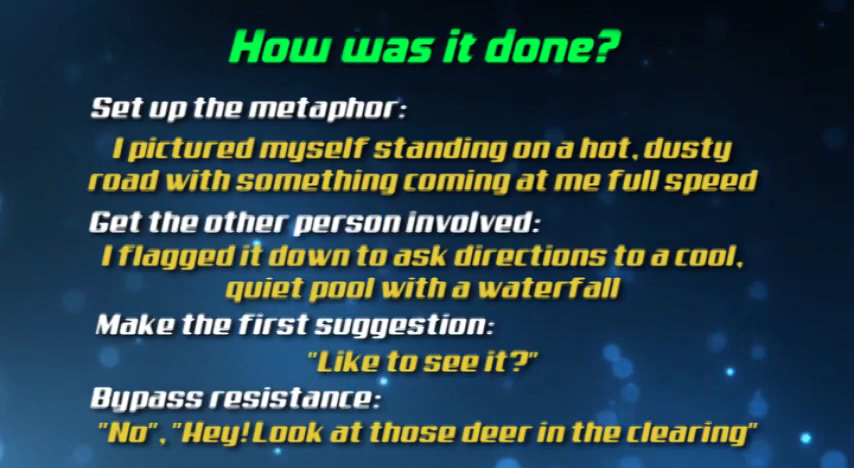 How was it done?
Set up the metaphor:
I pictured myself standing on a hot, dusty
road with something coming at me full speed
Get the other person involved:
I flagged it down to ask directions to a cool,
quiet pool with a waterfall
Make the first suggestion:
"Like to see it?"
Bypass resistance:
"No", "Hey! Look at those deer in the clearing"